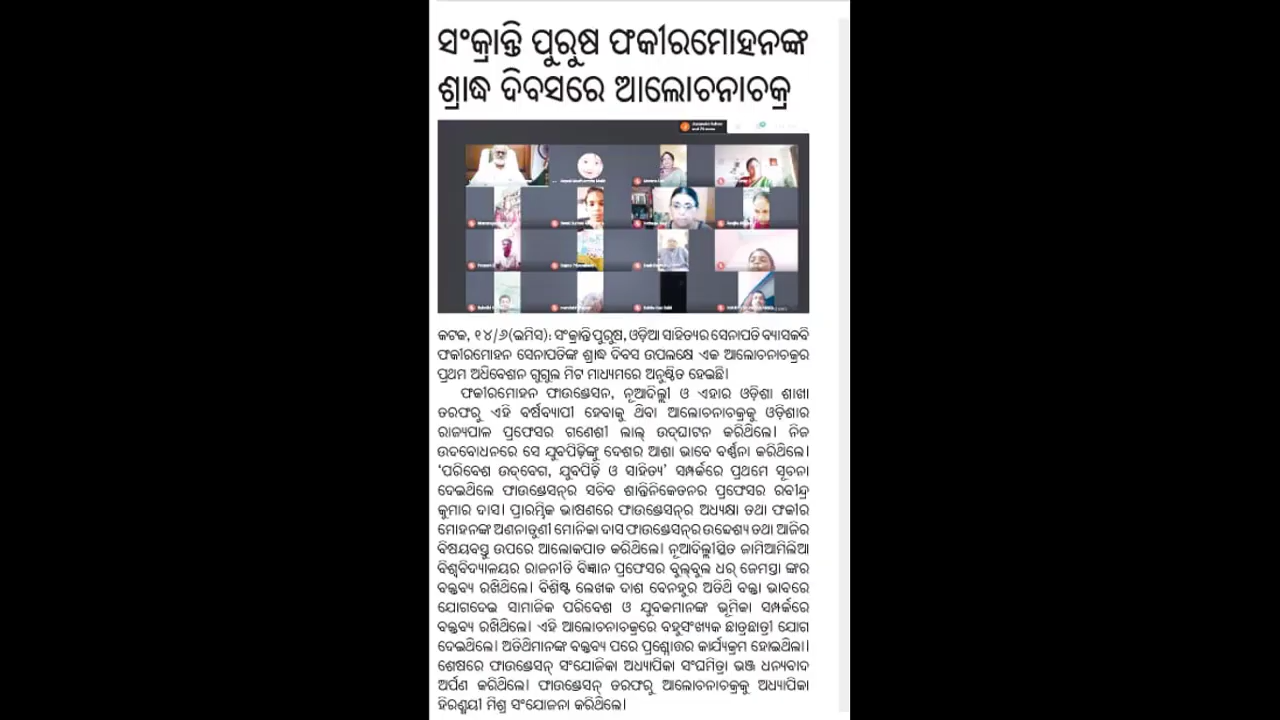 ସଂକ୍ରାନ୍ତି ପୁରୁଷ ଫକୀରମୋହନଙ୍କ
ଶ୍ରାଦ୍ଧ ଦିବସରେ ଆଲୋଚନାଚକ୍ର
କଟକ, ୧୪/୬(ଇମିସ): ସଂକ୍ରାନ୍ତି ପୁରୁଷ, ଓଡ଼ିଆ ସାହିତ୍ୟର ସେନାପତି ବ୍ୟାସକବି
ଫକୀରମୋହନ ସେନାପତିଙ୍କ ଶ୍ରାଦ୍ଧ ଦିବସ ଉପଲକ୍ଷେ ଏକ ଆଲୋଚନାଚକ୍ରର
ପ୍ରଥମ ଅଧିବେଶନ ଗୁଗୁଲ ମିଟ ମାଧ୍ୟମରେ ଅନୁଷ୍ଠିତ ହେଇଛି।
ଫକୀରମୋହନ ଫାଉଣ୍ଡେସନ, ନୂଆଦିଲ୍ଲୀ ଓ ଏହାର ଓଡ଼ିଶା ଶାଖା
ତରଫରୁ ଏହି ବର୍ଷବ୍ୟାପୀ ହେବାକୁ ଥିବା ଆଲୋଚନାଚକ୍ରକୁ ଓଡ଼ିଶାର
ରାଜ୍ୟପାଳ ପ୍ରଫେସର ଗଣେଶୀ ଲାଲ୍ ଉଦ୍‌ଘାଟନ କରିଥିଲେ। ନିଜ
ଉଦବୋଧନରେ ସେ ଯୁବପିଢ଼ିଙ୍କୁ ଦେଶର ଆଶା ଭାବେ ବର୍ଣ୍ଣନା କରିଥିଲେ।
‘ପରିବେଶ ଉଦ୍‌ବେଗ, ଯୁବପିଢ଼ି ଓ ସାହିତ୍ୟ’ ସମ୍ପର୍କରେ ପ୍ରଥମେ ସୂଚନା
ଦେଇଥିଲେ ଫାଉଣ୍ଡେସନ୍‌ର ସଚିବ ଶାନ୍ତିନିକେତନର ପ୍ରଫେସର ରବୀନ୍ଦ୍ର
କୁମାର ଦାସ। ପ୍ରାରମ୍ଭିକ ଭାଷଣରେ ଫାଉଣ୍ଡେସନ୍‌ର ଅଧ୍ୟକ୍ଷା ତଥା ଫକୀର
ମୋହନଙ୍କ ଅଣନାତୁଣୀ ମୋନିକା ଦାସ ଫାଉଣ୍ଡେସନ୍‌ର ଉଦ୍ଦେଶ୍ୟ ତଥା ଆଜିର
ବିଷୟବସ୍ତୁ ଉପରେ ଆଲୋକପାତ କରିଥିଲେ। ନୂଆଦିଲ୍ଲୀସ୍ଥିତ ଜାମିଆମିଲିଆ
ବିଶ୍ୱବିଦ୍ୟାଳୟର ରାଜନୀତି ବିଜ୍ଞାନ ପ୍ରଫେସର ବୁଲ୍‌ବୁଲ ଧର୍ ଜେମସ୍ତା ଙ୍କର
ବକ୍ତବ୍ୟ ରଖିଥିଲେ। ବିଶିଷ୍ଟ ଲେଖକ ଦାଶ ବେନହୁର ଅତିଥି ବକ୍ତା ଭାବରେ
ଯୋଗଦେଇ ସାମାଜିକ ପରିବେଶ ଓ ଯୁବକମାନଙ୍କ ଭୂମିକା ସମ୍ପର୍କରେ
ବକ୍ତବ୍ୟ ରଖିଥିଲେ। ଏହି ଆଲୋଚନାଚକ୍ରରେ ବହୁସଂଖ୍ୟକ ଛାତ୍ରଛାତ୍ରୀ ଯୋଗ
ଦେଇଥିଲେ। ଅତିଥିମାନଙ୍କ ବକ୍ତବ୍ୟ ପରେ ପ୍ରଶ୍ନୋତ୍ତର କାର୍ଯ୍ୟକ୍ରମ ହୋଇଥିଲା।
ଶେଷରେ ଫାଉଣ୍ଡେସନ୍ ସଂଯୋଜିକା ଅଧ୍ୟାପିକା ସଂଘମିତ୍ରା ଭଞ୍ଜ ଧନ୍ୟବାଦ
ଅର୍ପଣ କରିଥିଲେ। ଫାଉଣ୍ଡେସନ୍ ତରଫରୁ ଆଲୋଚନାଚକ୍ରକୁ ଅଧ୍ୟାପିକା
ହିରଣ୍ମୟୀ ମିଶ୍ର ସଂଯୋଜନା କରିଥିଲେ।